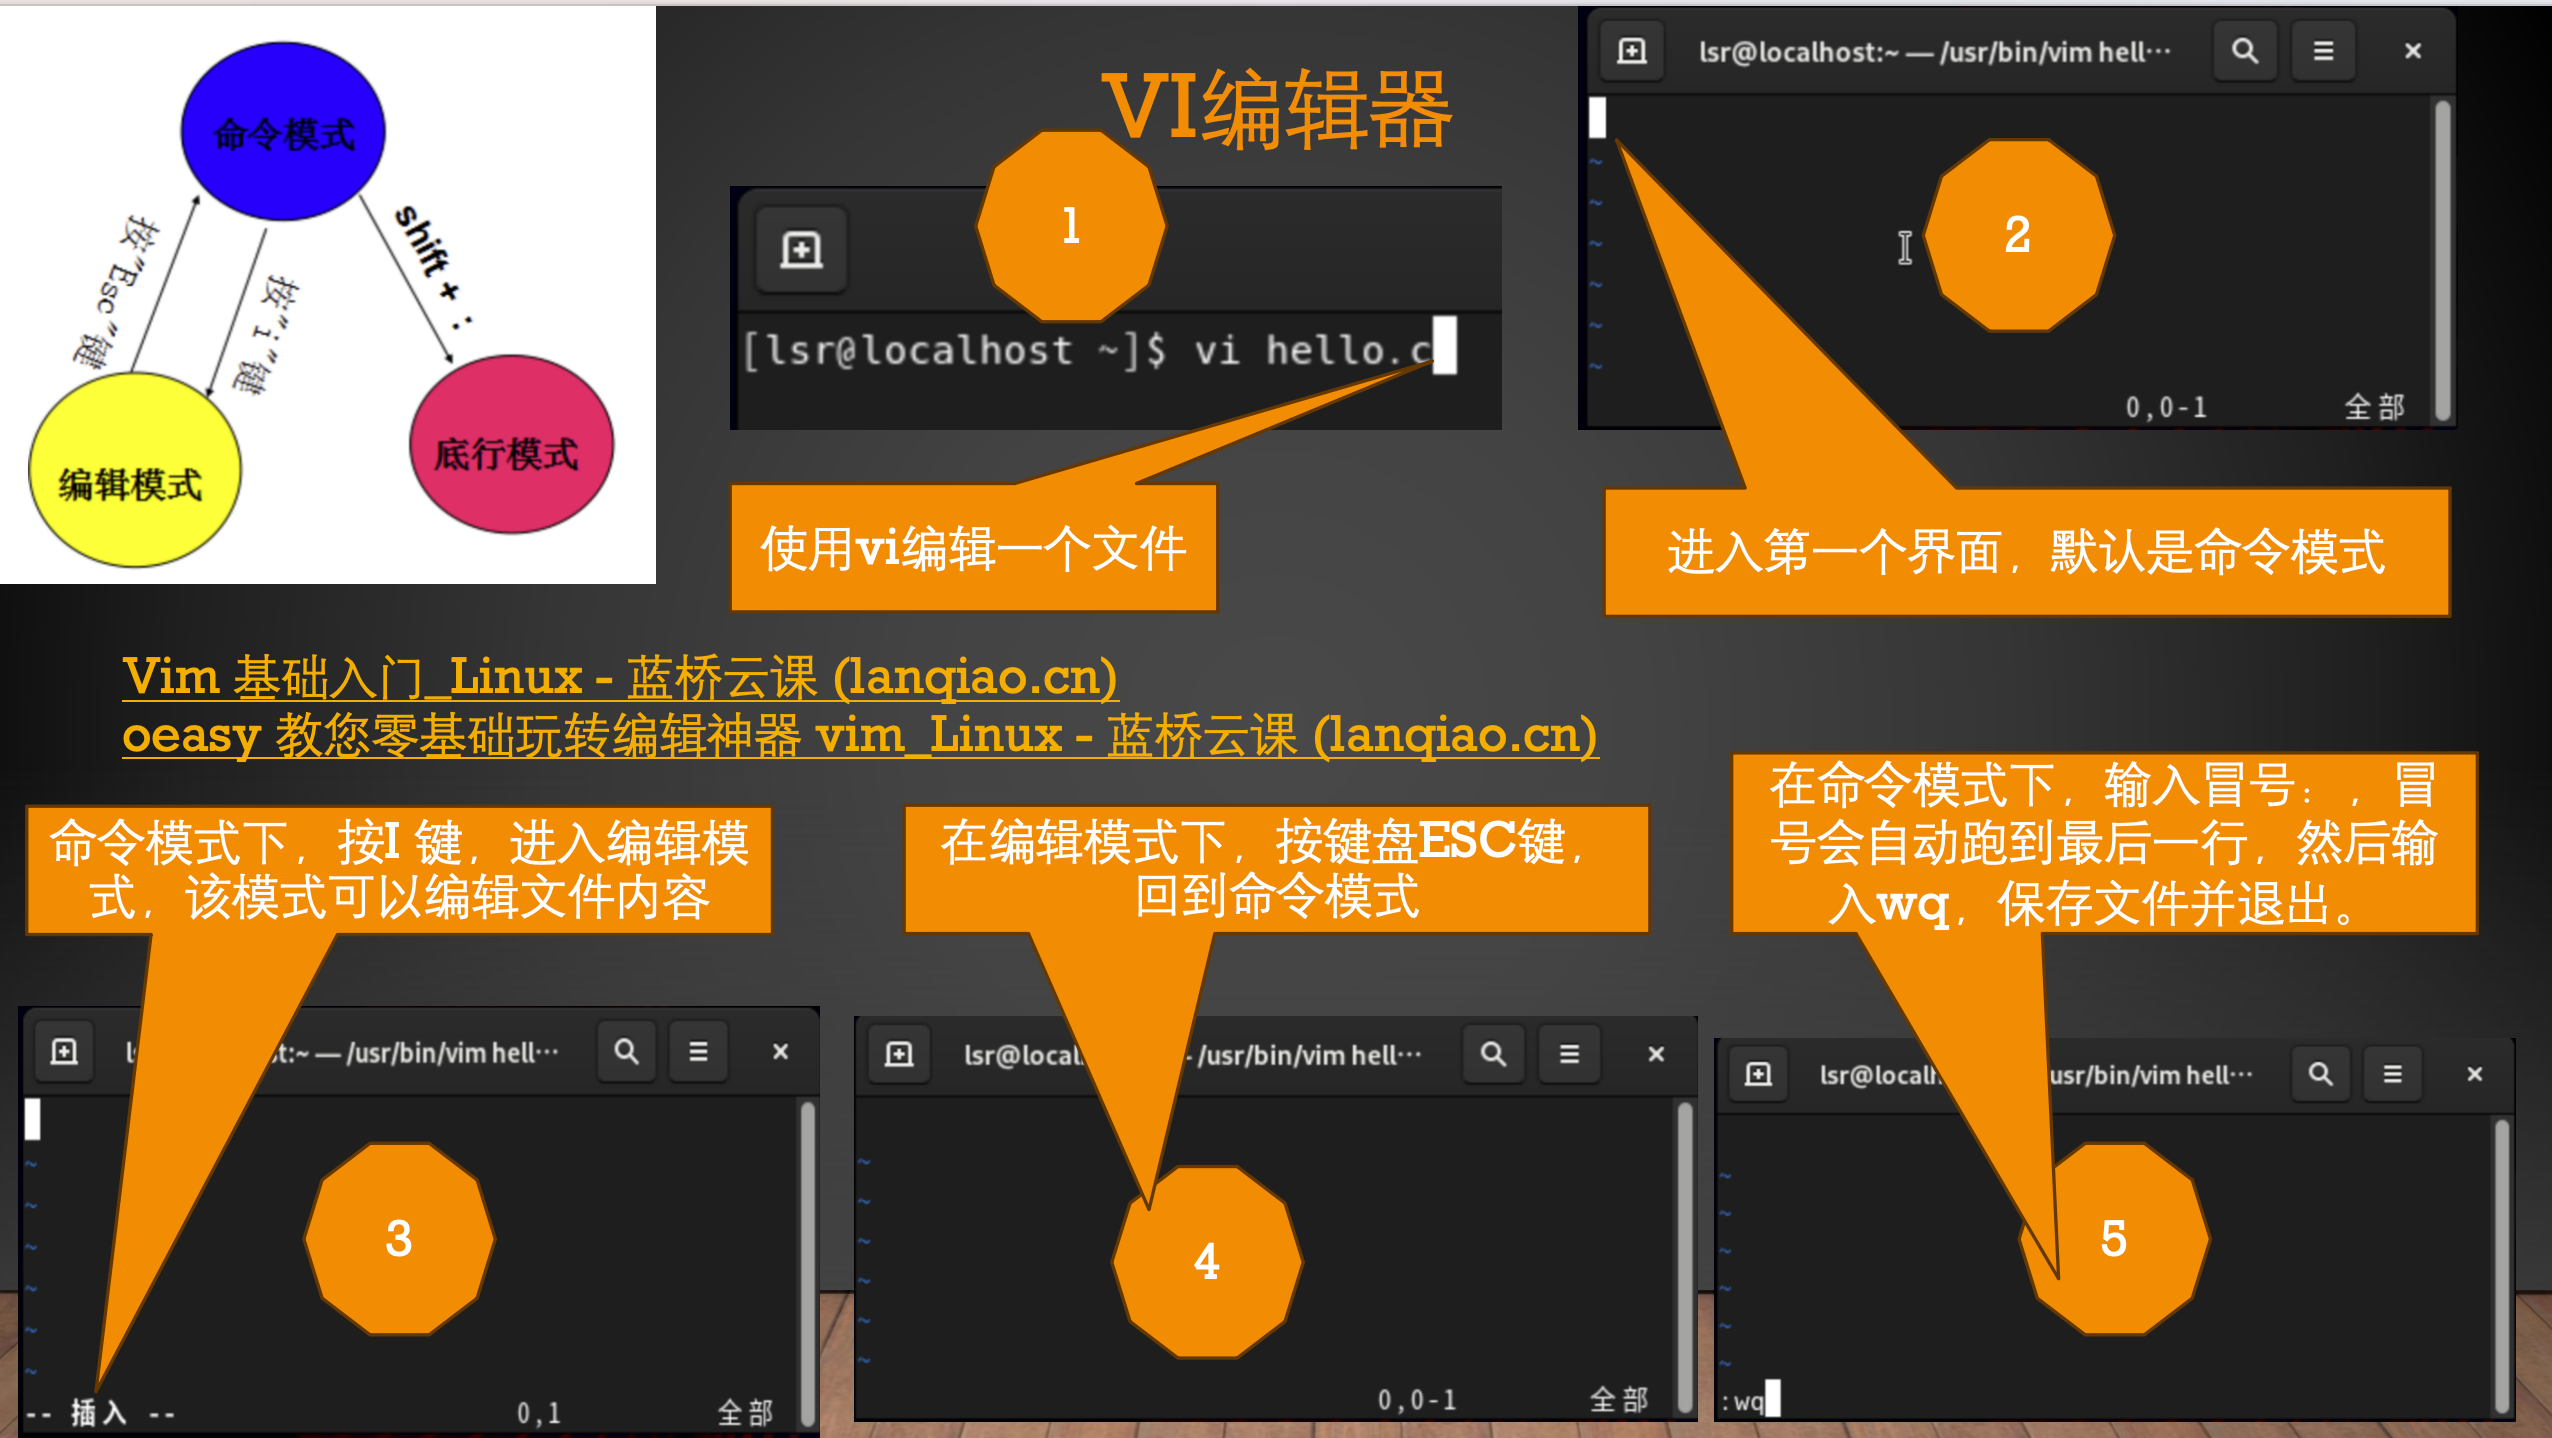 VI编辑器
命令模式
按"Esc"键
按"i"键
shift + :
编辑模式
底行模式
1
[lsr@localhost ~]$ vi hello.c
使用vi编辑一个文件
lsr@localhost:~ — /usr/bin/vim hell···
2
~
~
~
~
~
~
0,0-1 全部
进入第一个界面，默认是命令模式
Vim 基础入门_Linux - 蓝桥云课 (lanqiao.cn)
oeasy 教您零基础玩转编辑神器 vim_Linux - 蓝桥云课 (lanqiao.cn)
命令模式下，按I 键，进入编辑模
式，该模式可以编辑文件内容
t:~ — /usr/bin/vim hell···
3
~
~
~
~
~
~
-- 插入 -- 0,1 全部
在编辑模式下，按键盘ESC键，
回到命令模式
lsr@local - /usr/bin/vim hell···
4
~
~
~
~
~
~
0,0-1 全部
在命令模式下，输入冒号：，冒
号会自动跑到最后一行，然后输
入wq，保存文件并退出。
lsr@local usr/bin/vim hell···
5
~
~
~
~
~
~
:wq